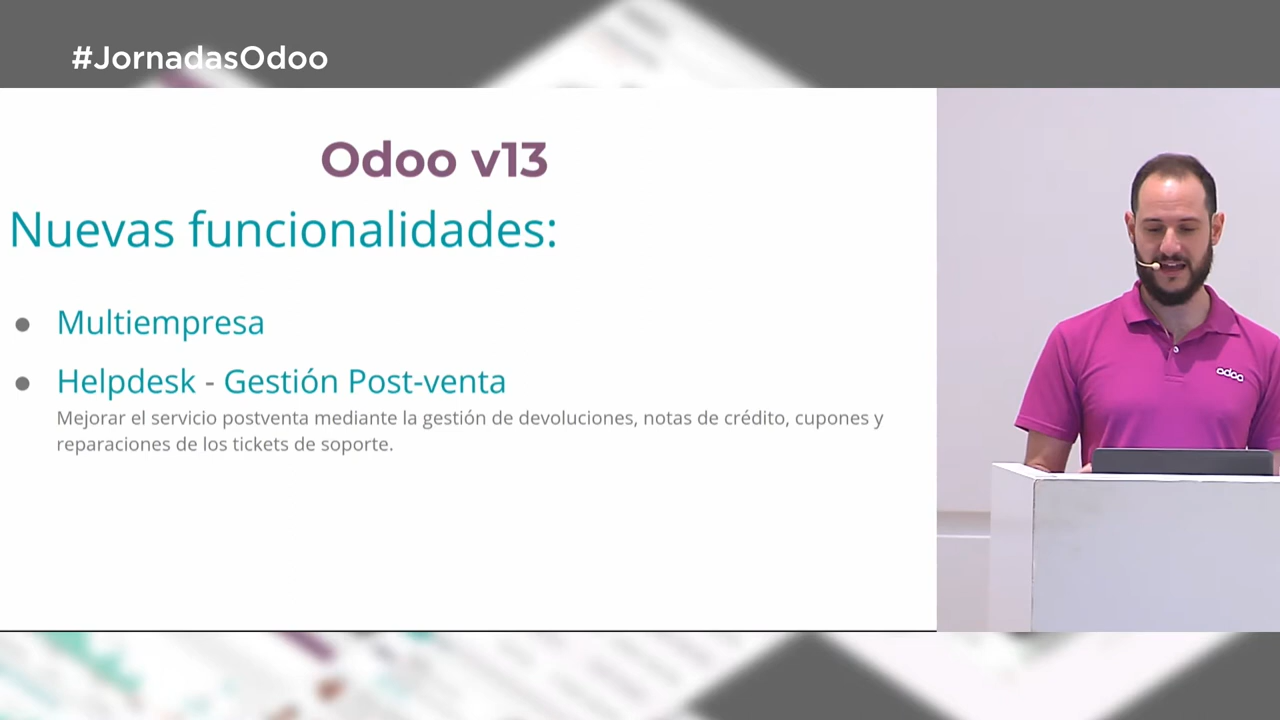 #JornadasOdoo
Odoo v13
Nuevas funcionalidades:
● Multiempresa
● Helpdesk - Gestión Post-venta
Mejorar el servicio postventa mediante la gestión de devoluciones, notas de crédito, cupones y
reparaciones de los tickets de soporte.
odoo